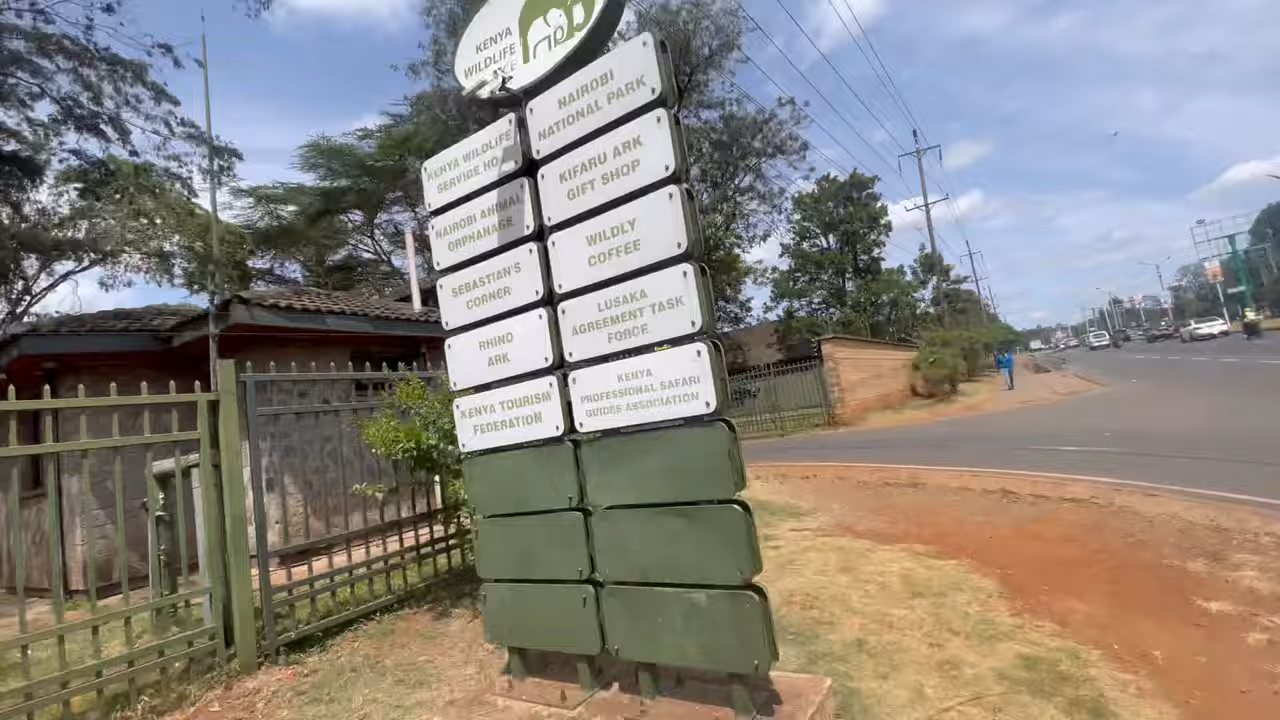 KENYA
WILDLIFE
KENYA WILDLIFE
SERVICE HQ
NAIROBI ANIMAL
ORPHANAGE
SEBASTIAN'S
CORNER
RHINO
ARK
KENYA TOURISM
FEDERATION
NAIROBI
NATIONAL PARK
KIFARU ARK
GIFT SHOP
WILDLY
COFFEE
LUSAKA
AGREEMENT TASK
FORCE
KENYA
PROFESSIONAL SAFARI
GUIDES ASSOCIATION